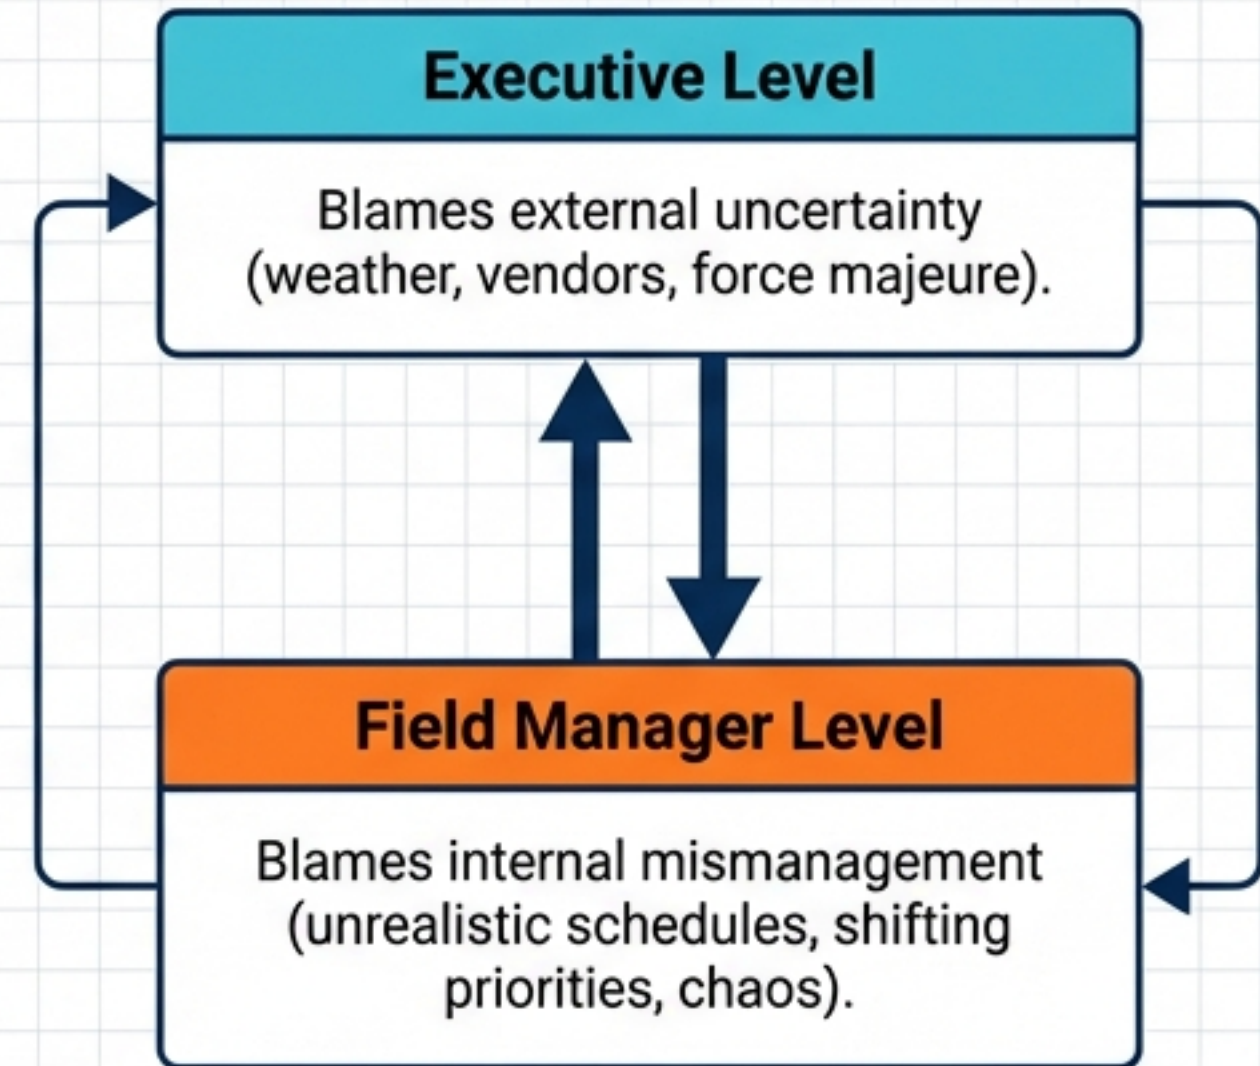 Executive Level
Blames external uncertainty
(weather, vendors, force majeure).
Field Manager Level
Blames internal mismanagement
(unrealistic schedules, shifting
priorities, chaos).